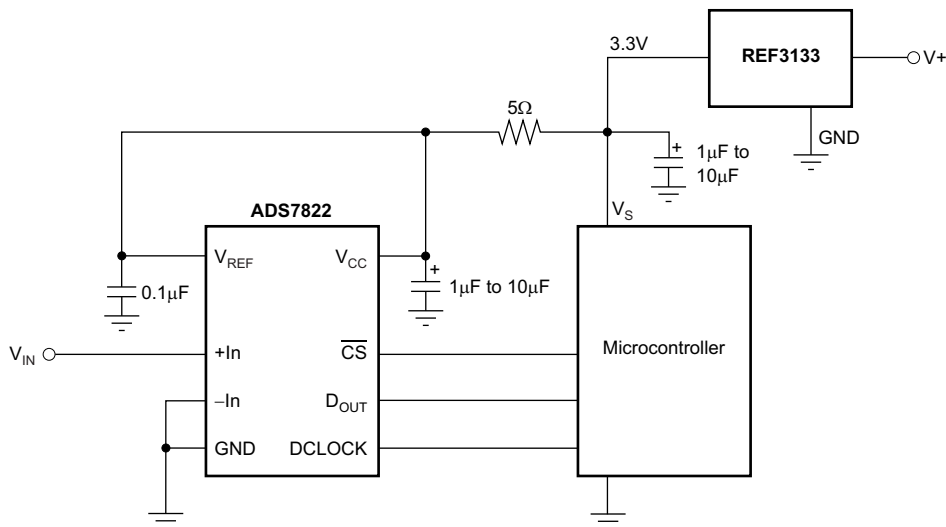 3.3V
REF3133
V+
5Ω
GND
+
1μF to
10μF
ADS7822
VS
VREF
VCC
+
0.1μF
1μF to 10μF
VIN
+In
CS
Microcontroller
–In
DOUT
GND
DCLOCK